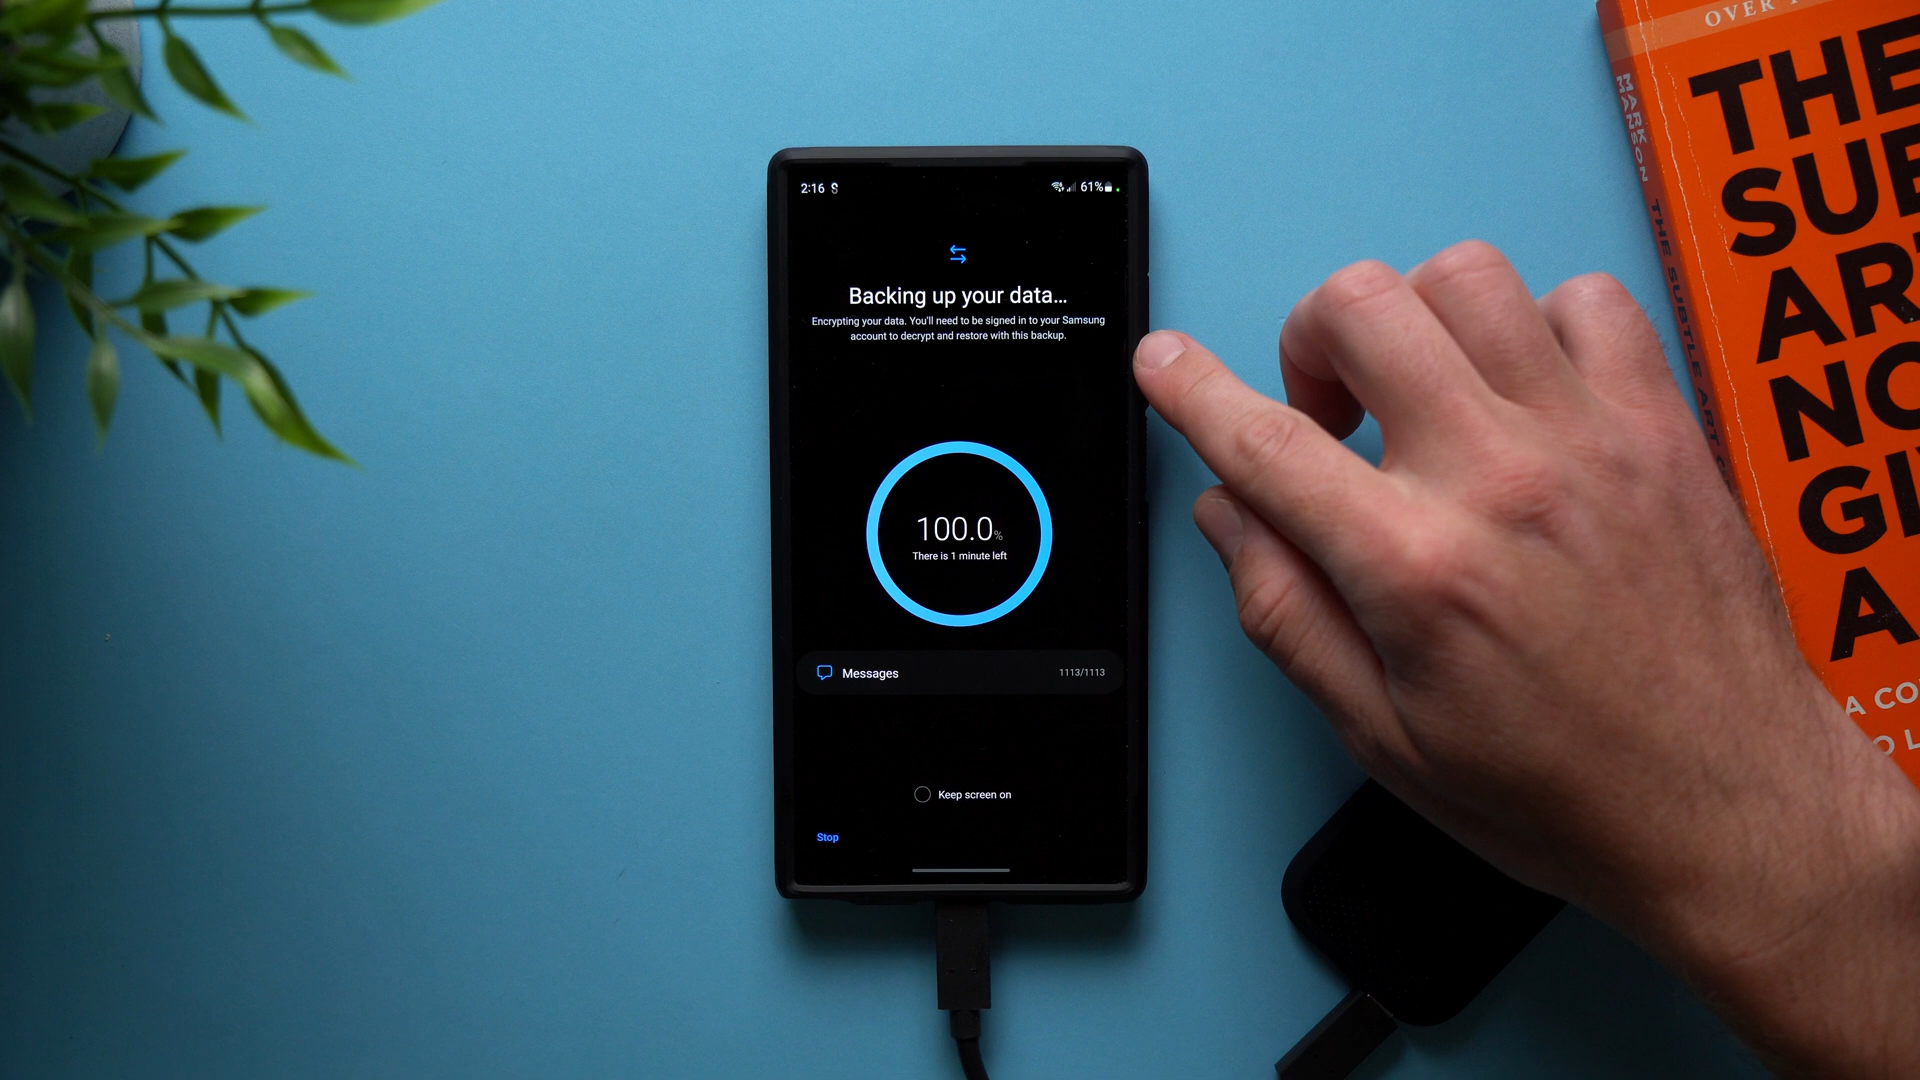 2:16
61%
Backing up your data...
Encrypting your data. You'll need to be signed in to your Samsung
account to decrypt and restore with this backup.
100.0%
There is 1 minute left
Messages 1113/1113
Keep screen on
Stop
OVER
THE
SUB
AR
NO
GI
A
A CO
O L
MARK
MANSON
THE SUBTLE ART